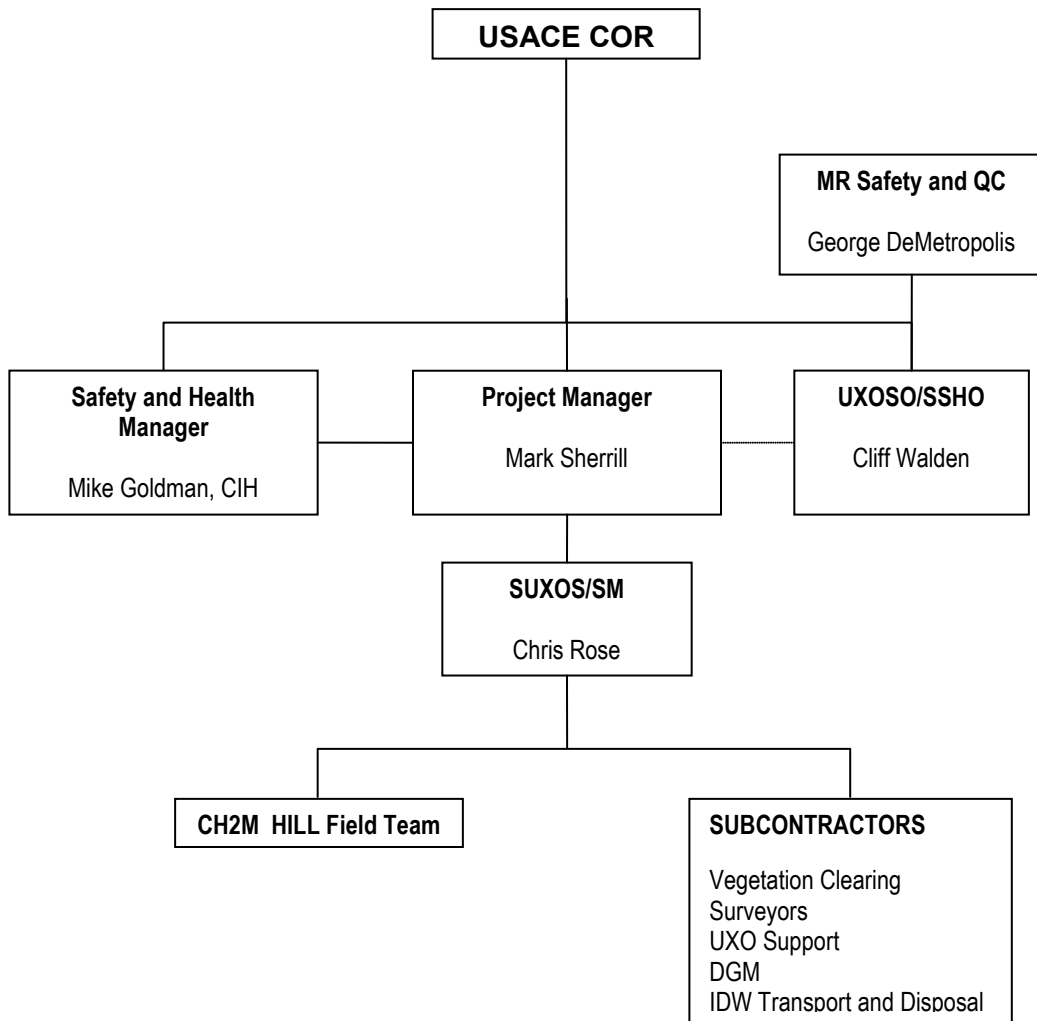 USACE COR
MR Safety and QC
George DeMetropolis
Safety and Health
Manager
Mike Goldman, CIH
Project Manager
Mark Sherrill
UXOSO/SSHO
Cliff Walden
SUXOS/SM
Chris Rose
CH2M HILL Field Team
SUBCONTRACTORS
Vegetation Clearing
Surveyors
UXO Support
DGM
IDW Transport and Disposal